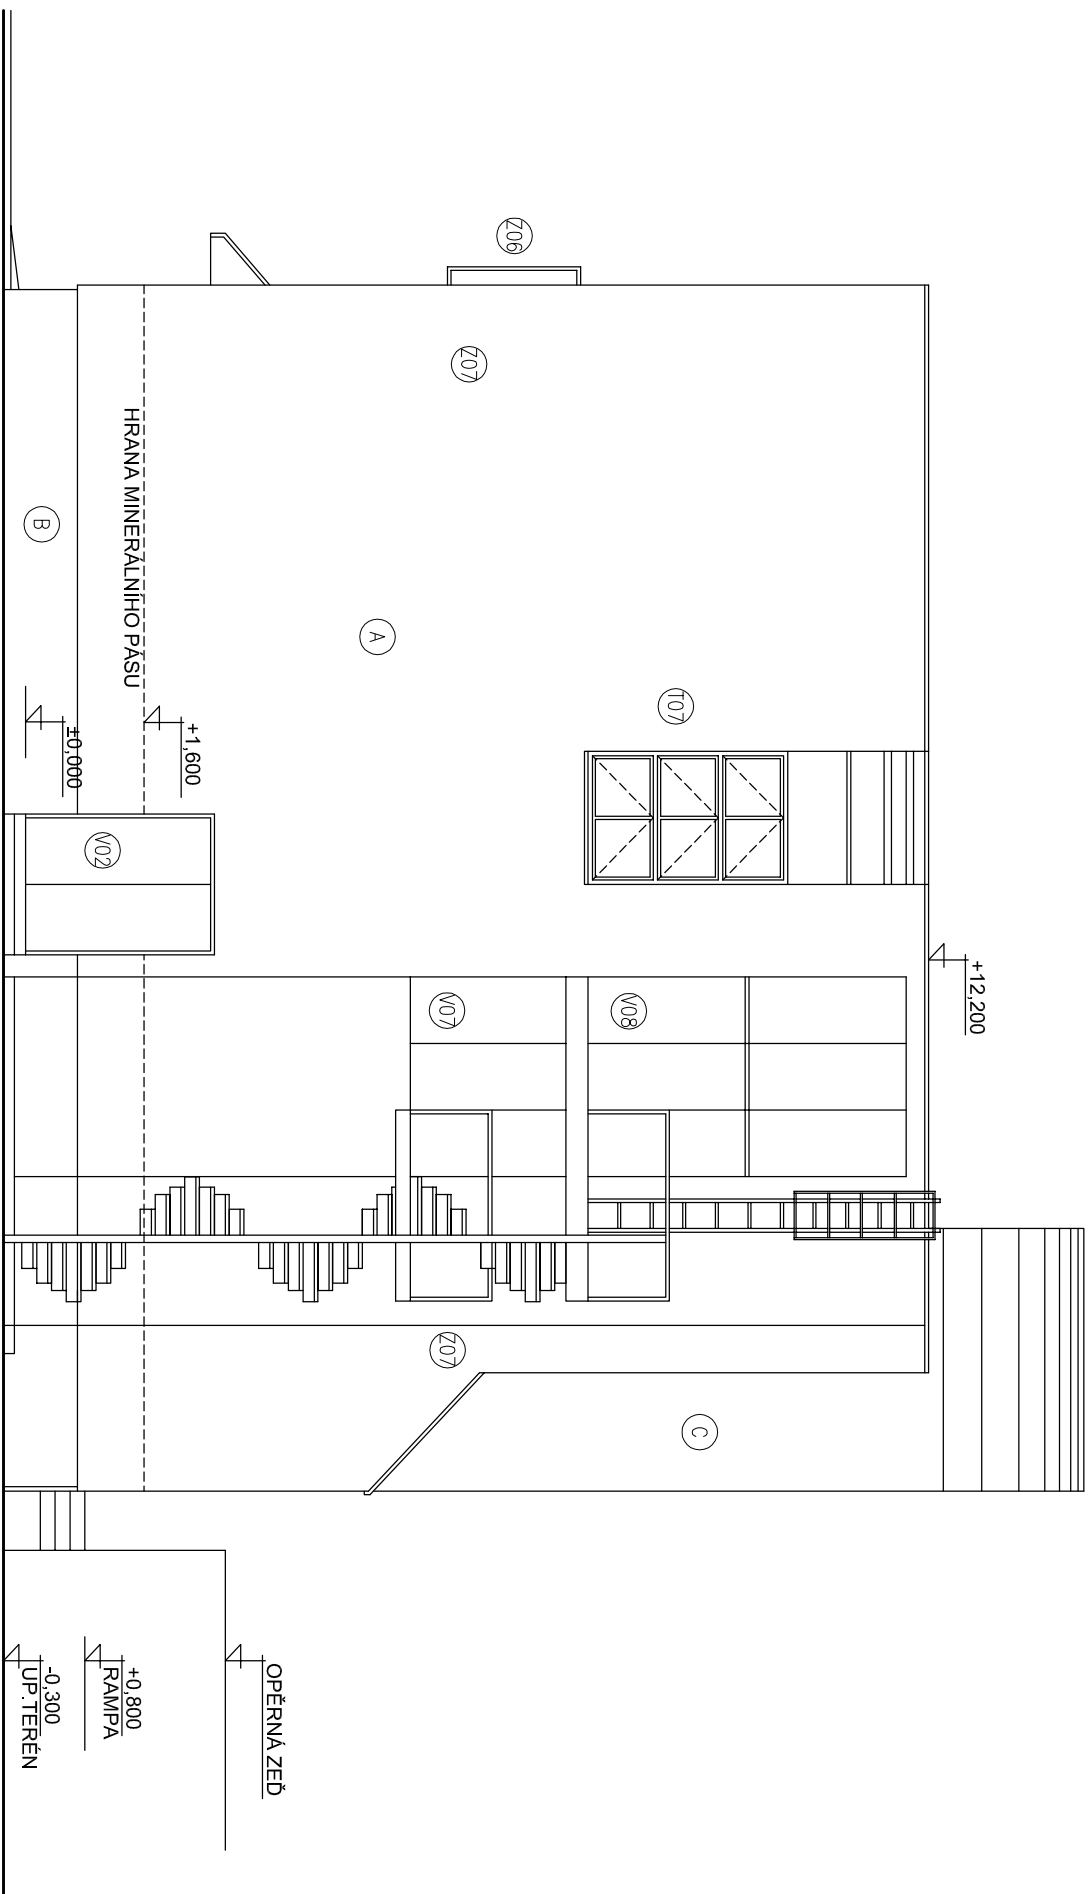 +12,200
Z06
Z07
T07
V08
V07
C
A
Z07
OPĚRNÁ ZEĎ
+1,600
HRANA MINERÁLNÍHO PÁSU
V02
+0,800
RAMPA
±0,000
B
-0,300
UP.TERÉN